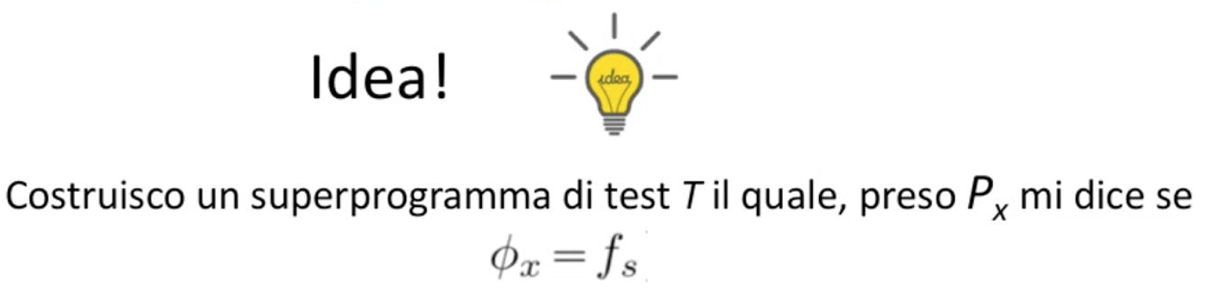 Idea!
idea
Costruisco un superprogramma di test T il quale, preso Pₓ mi dice se
ϕₓ = fₛ